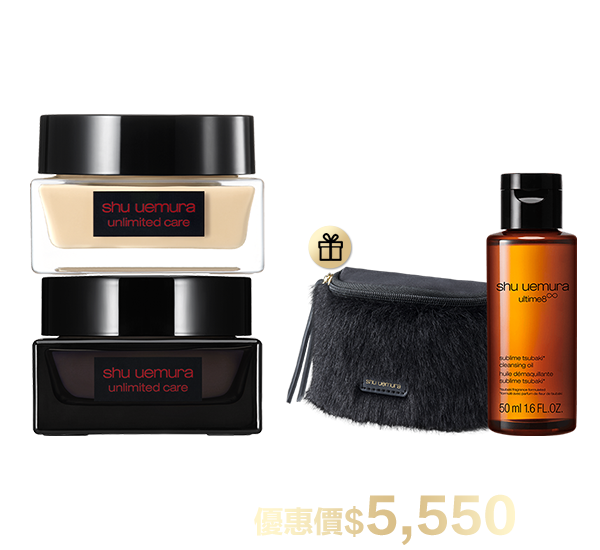 shu uemura
unlimited care
shu uemura
unlimited care
shu uemura
shu uemura
ultime8∞
sublime tsubaki*
cleansing oil
huile démaquillante
sublime tsubaki*
50 ml 1.6 FL.OZ.
優惠價$5,550